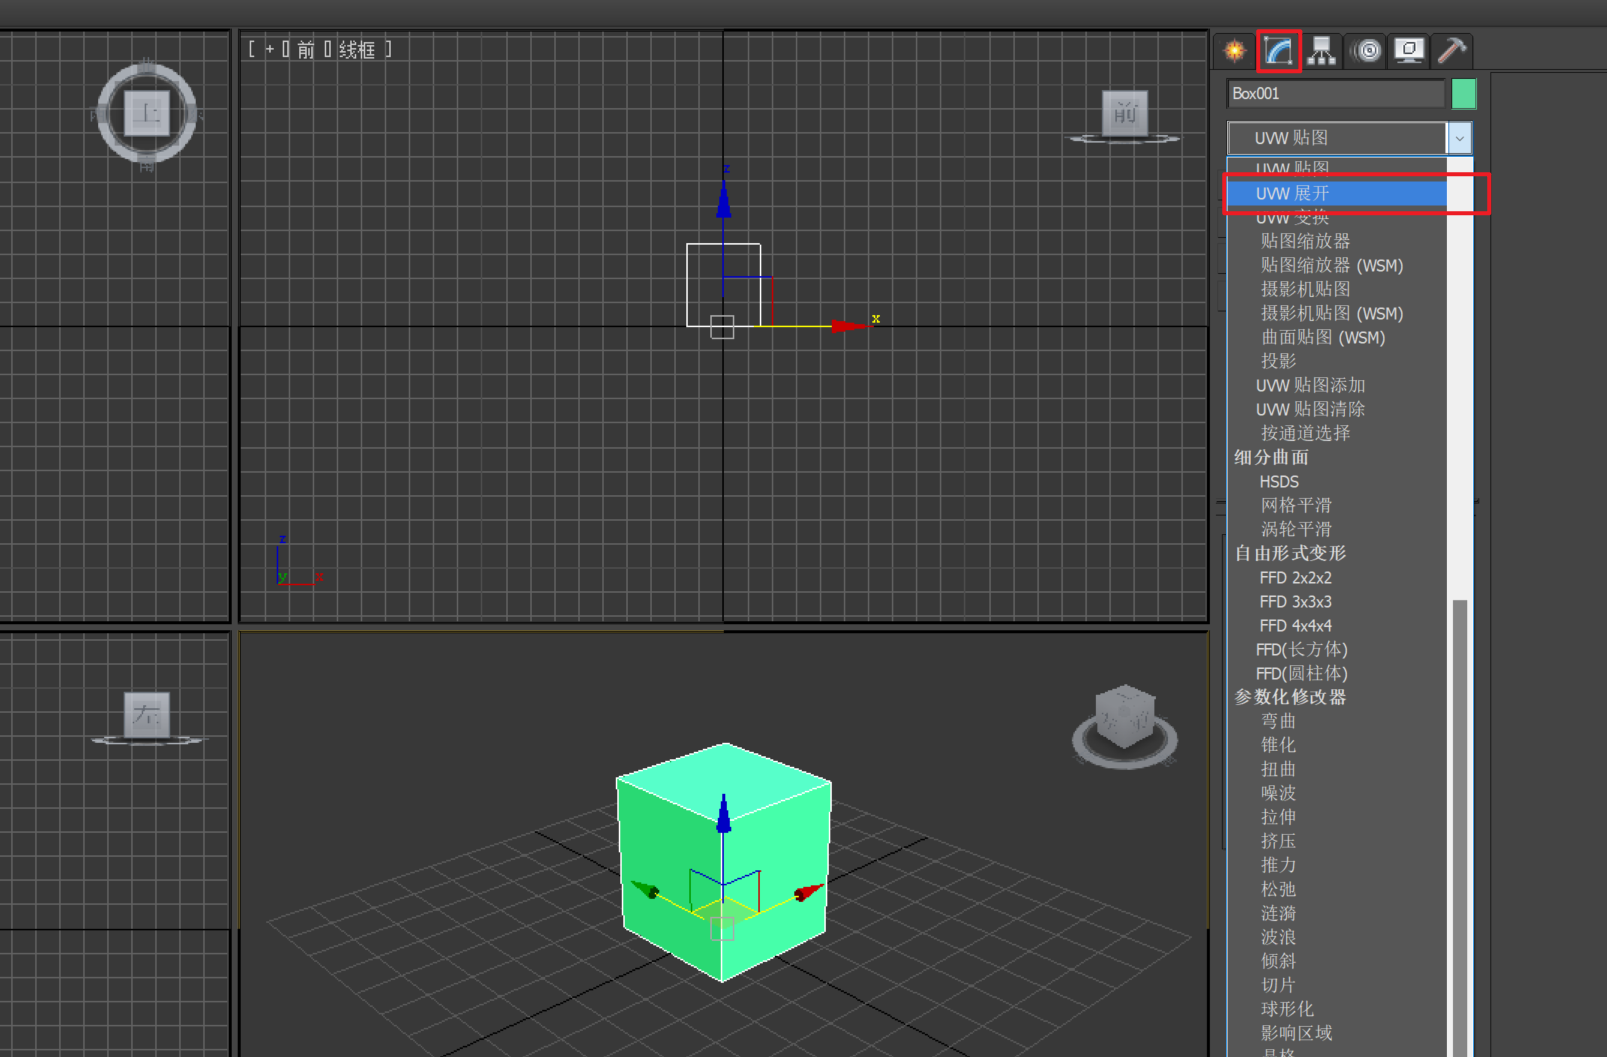 [ + [] 前 [] 线框 ]
上
南
前
z
x
z
y
x
左
Box001
UVW 贴图
UVW 贴图
UVW 展开
UVW 变换
贴图缩放器
贴图缩放器 (WSM)
摄影机贴图
摄影机贴图 (WSM)
曲面贴图 (WSM)
投影
UVW 贴图添加
UVW 贴图清除
按通道选择
细分曲面
HSDS
网格平滑
涡轮平滑
自由形式变形
FFD 2x2x2
FFD 3x3x3
FFD 4x4x4
FFD(长方体)
FFD(圆柱体)
参数化修改器
弯曲
锥化
扭曲
噪波
拉伸
挤压
推力
松弛
涟漪
波浪
倾斜
切片
球形化
影响区域
晶格